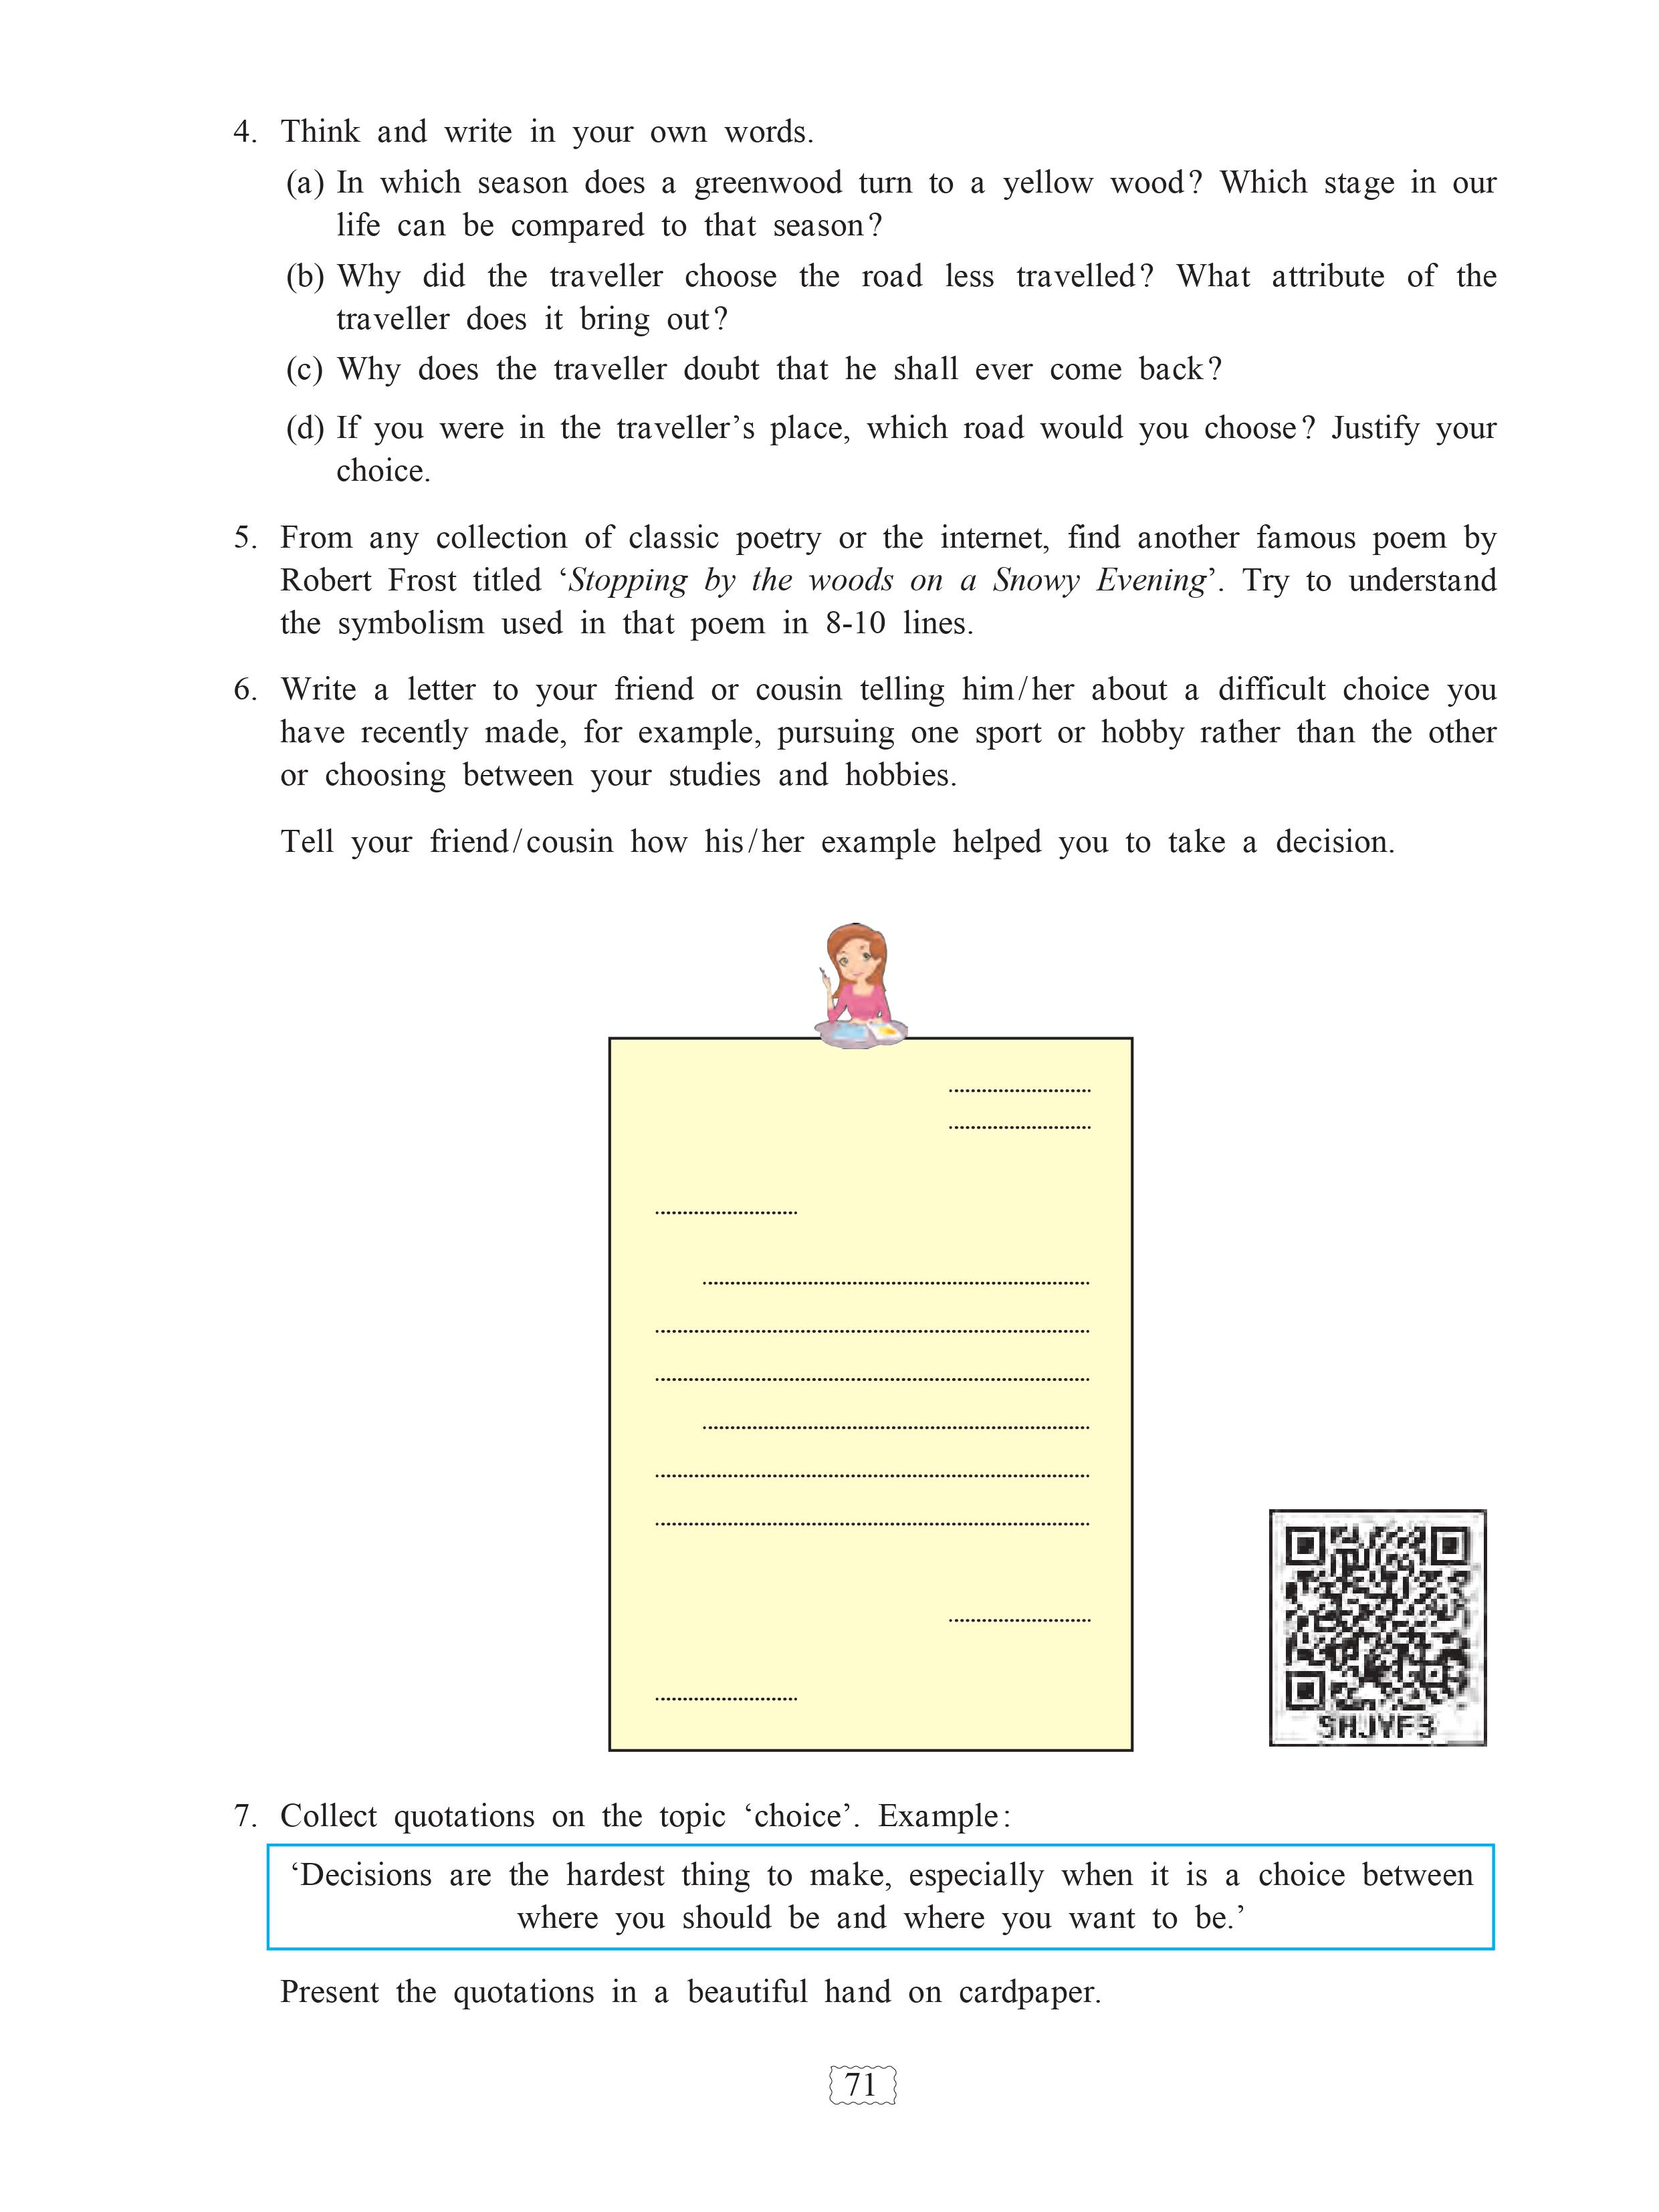 4. Think and write in your own words.
(a) In which season does a greenwood turn to a yellow wood? Which stage in our
life can be compared to that season?
(b) Why did the traveller choose the road less travelled? What attribute of the
traveller does it bring out?
(c) Why does the traveller doubt that he shall ever come back?
(d) If you were in the traveller’s place, which road would you choose? Justify your
choice.
5. From any collection of classic poetry or the internet, find another famous poem by
Robert Frost titled ‘Stopping by the woods on a Snowy Evening’. Try to understand
the symbolism used in that poem in 8-10 lines.
6. Write a letter to your friend or cousin telling him/her about a difficult choice you
have recently made, for example, pursuing one sport or hobby rather than the other
or choosing between your studies and hobbies.
Tell your friend/cousin how his/her example helped you to take a decision.
SHJYF3
7. Collect quotations on the topic ‘choice’. Example:
‘Decisions are the hardest thing to make, especially when it is a choice between
where you should be and where you want to be.’
Present the quotations in a beautiful hand on cardpaper.
71